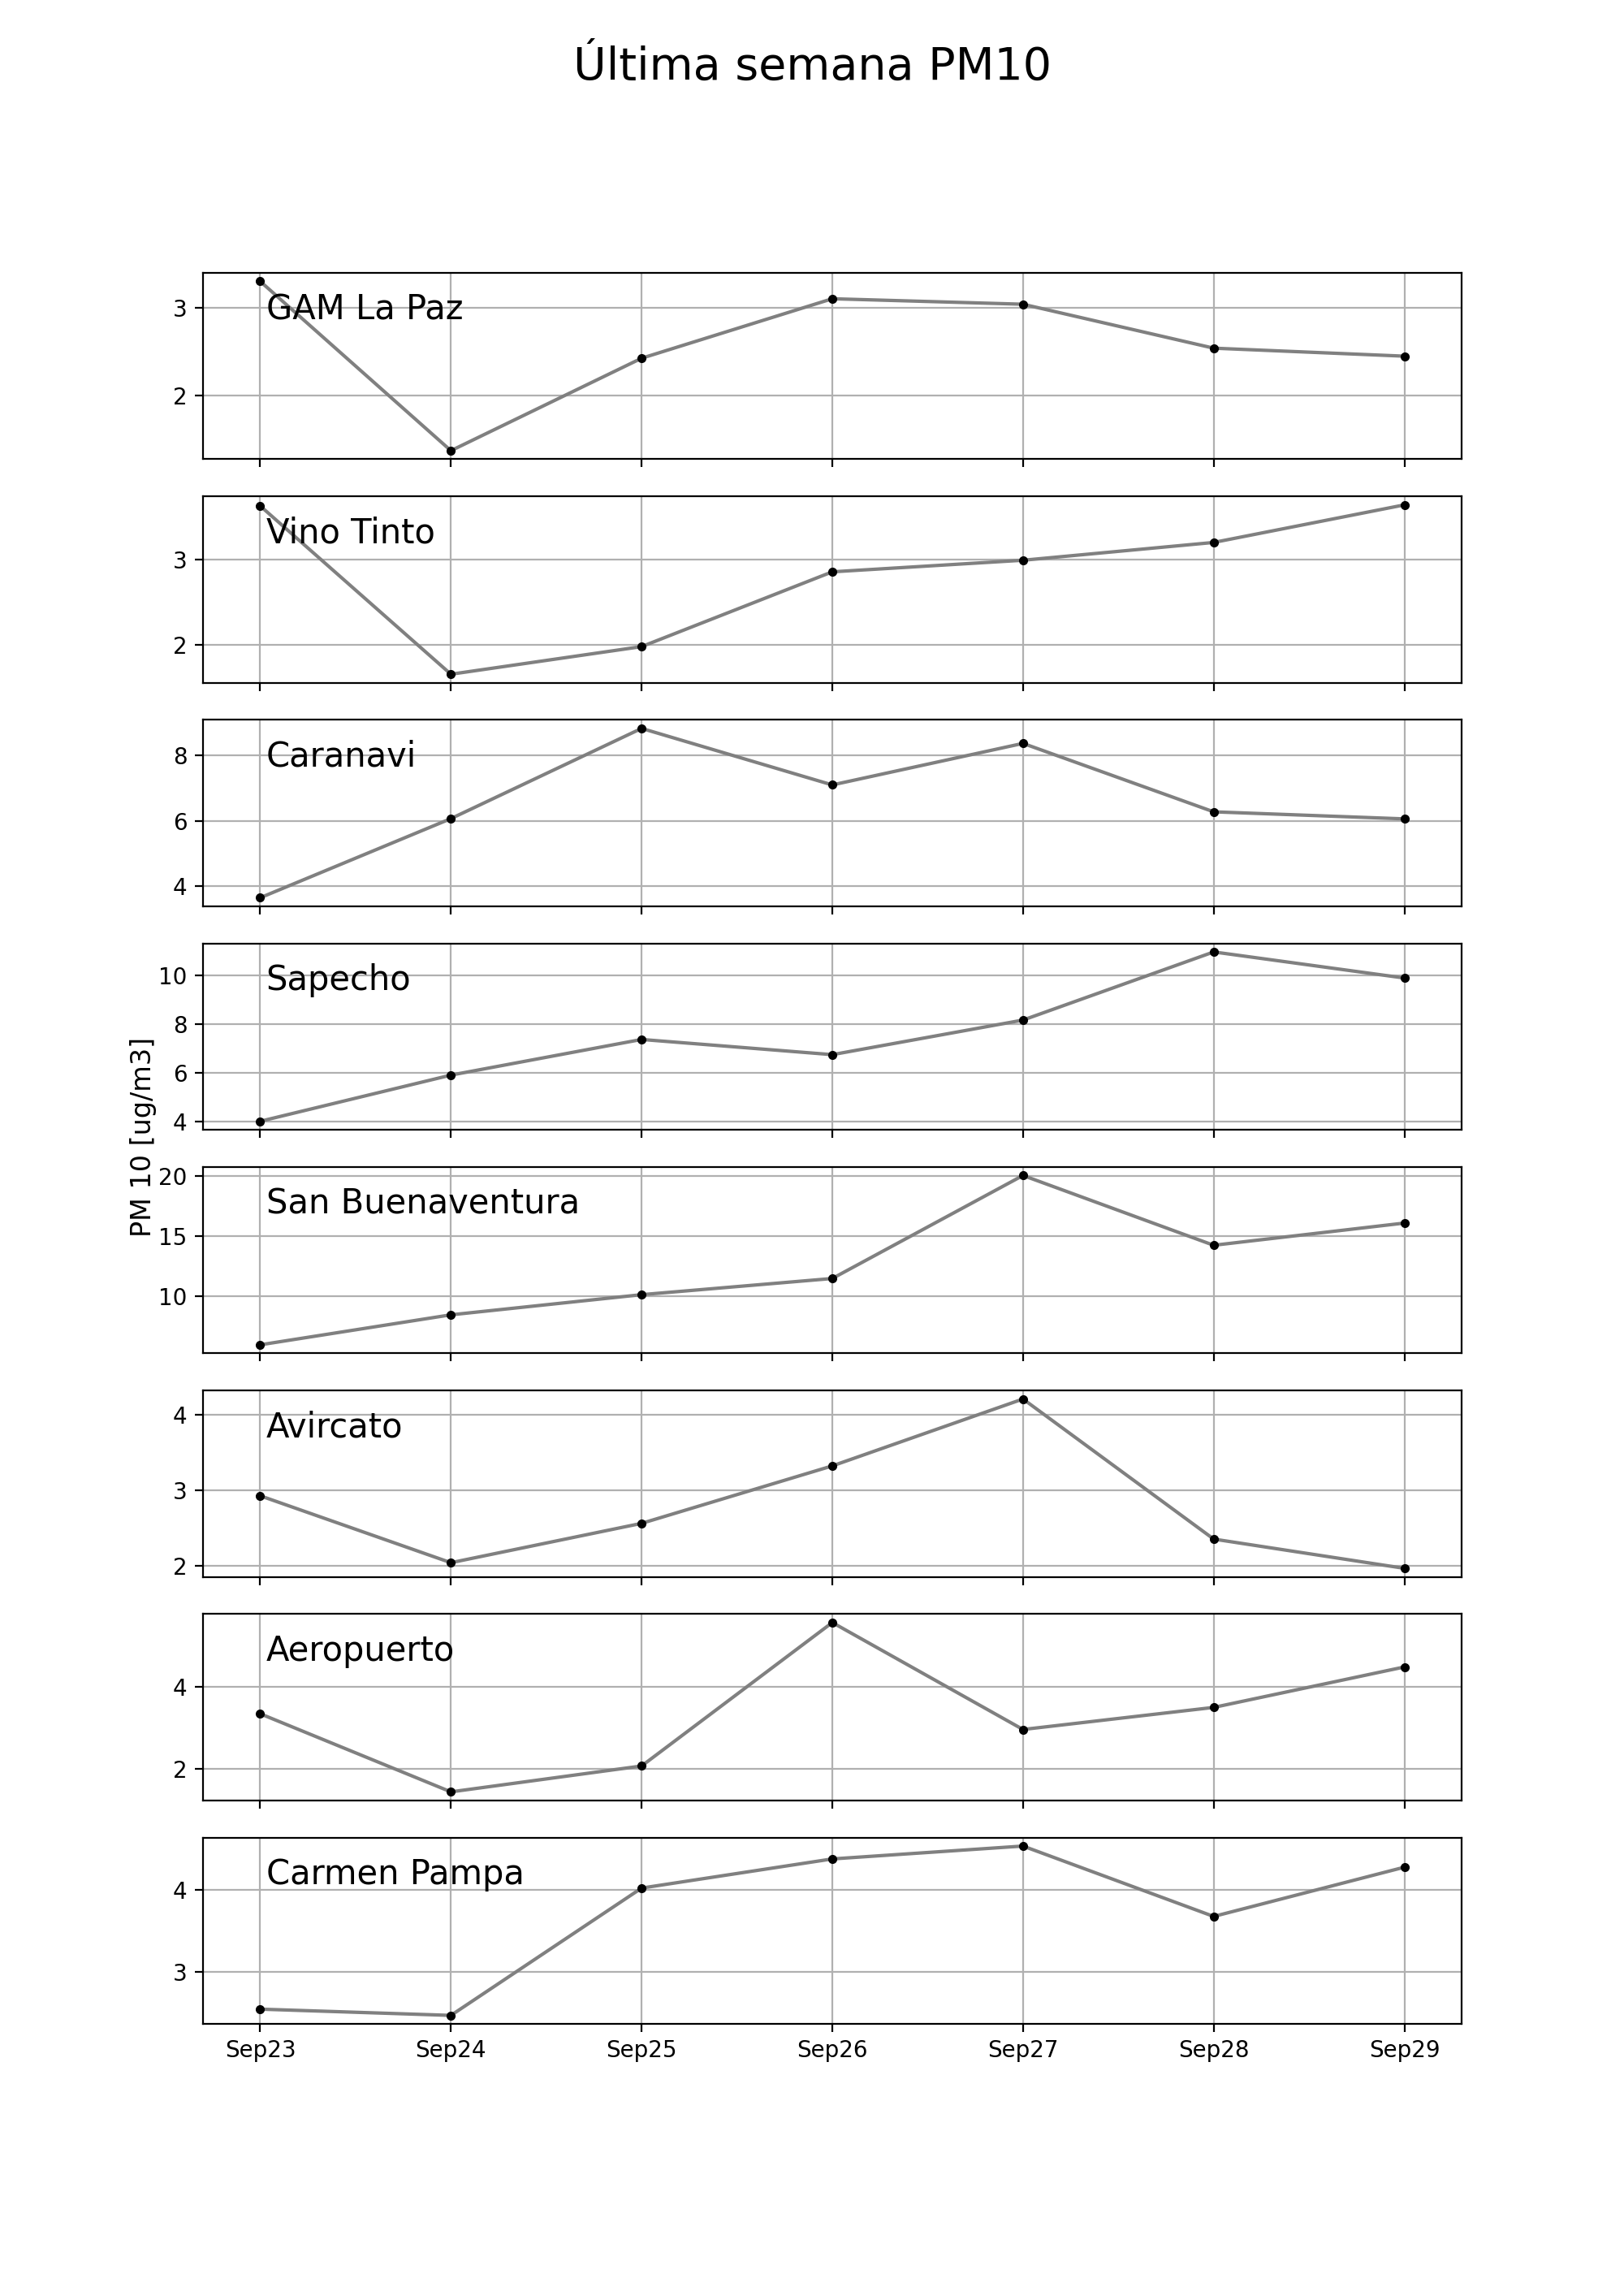 Última semana PM10
GAM La Paz
3
2
Vino Tinto
3
2
Caranavi
8
6
4
Sapecho
10
8
6
4
PM 10 [ug/m3]
San Buenaventura
20
15
10
Avircato
4
3
2
Aeropuerto
4
2
Carmen Pampa
4
3
Sep23 Sep24 Sep25 Sep26 Sep27 Sep28 Sep29